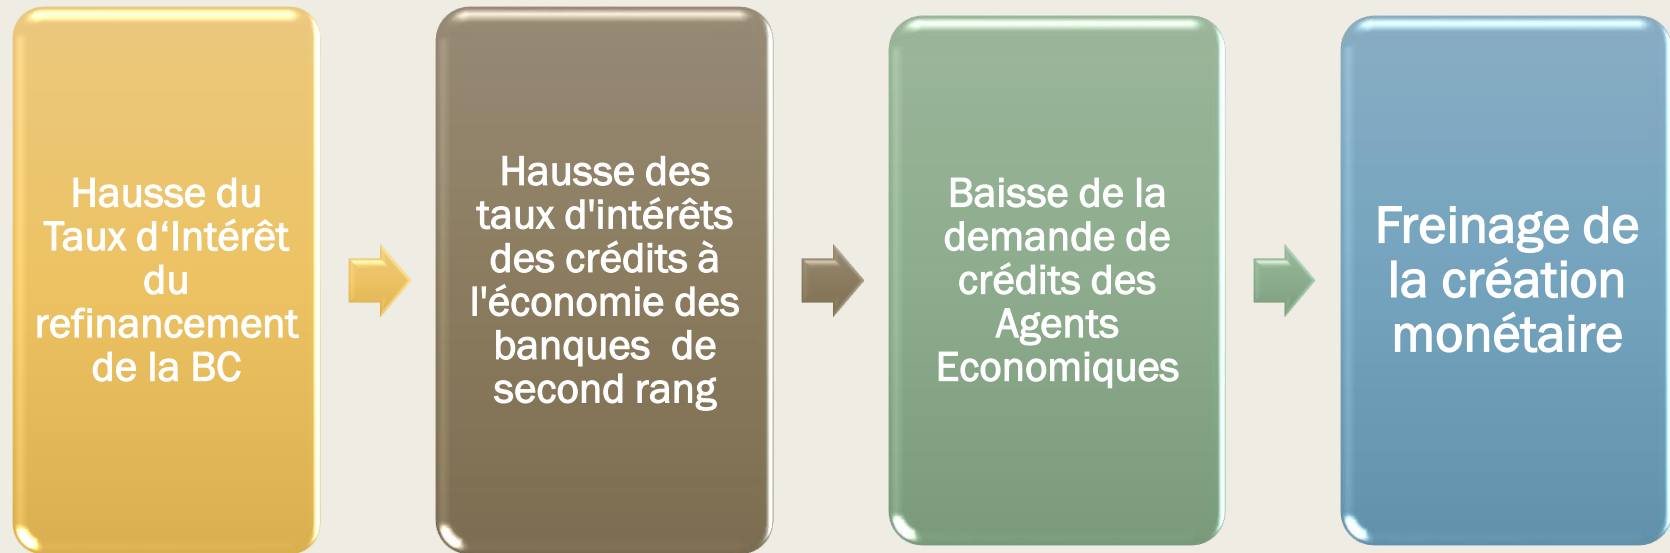 Hausse du
Taux d‘Intérêt
du
refinancement
de la BC
Hausse des
taux d'intérêts
des crédits à
l'économie des
banques  de
second rang
Baisse de la
demande de
crédits des
Agents
Economiques
Freinage de
la création
monétaire